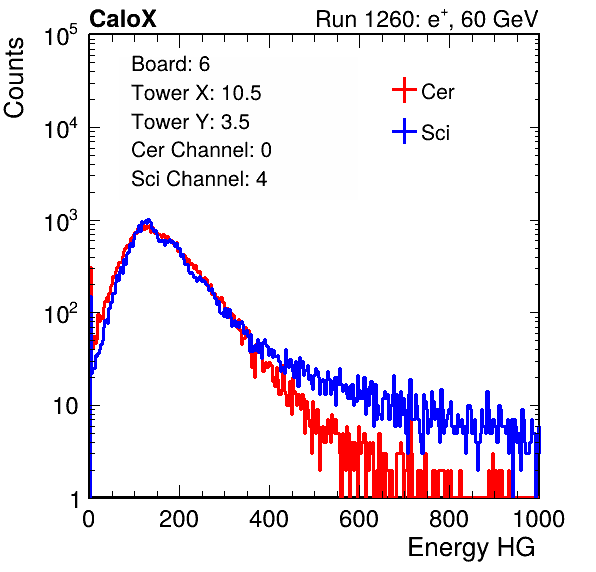 CaloX Run 1260: e⁺, 60 GeV
Counts
10⁵
10⁴
10³
10²
10
1
Board: 6
Tower X: 10.5
Tower Y: 3.5
Cer Channel: 0
Sci Channel: 4
Cer
Sci
0 200 400 600 800 1000
Energy HG